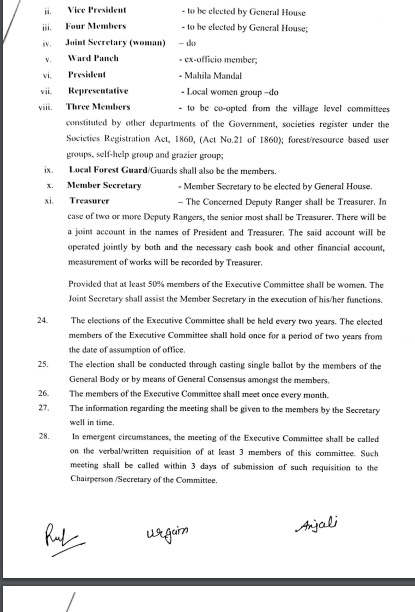 ii. Vice President - to be elected by General House
iii. Four Members - to be elected by General House;
iv. Joint Secretary (woman) – do
v. Ward Panch - ex-officio member;
vi. President - Mahila Mandal
vii. Representative - Local women group –do
viii. Three Members - to be co-opted from the village level committees
constituted by other departments of the Government, societies register under the
Societies Registration Act, 1860, (Act No.21 of 1860); forest/resource based user
groups, self-help group and grazier group;
ix. Local Forest Guard/Guards shall also be the members.
x. Member Secretary - Member Secretary to be elected by General House.
xi. Treasurer – The Concerned Deputy Ranger shall be Treasurer. In
case of two or more Deputy Rangers, the senior most shall be Treasurer. There will be
a joint account in the names of President and Treasurer. The said account will be
operated jointly by both and the necessary cash book and other financial account,
measurement of works will be recorded by Treasurer.
Provided that at least 50% members of the Executive Committee shall be women. The
Joint Secretary shall assist the Member Secretary in the execution of his/her functions.
24. The elections of the Executive Committee shall be held every two years. The elected
members of the Executive Committee shall hold once for a period of two years from
the date of assumption of office.
25. The election shall be conducted through casting single ballot by the members of the
General Body or by means of General Consensus amongst the members.
26. The members of the Executive Committee shall meet once every month.
27. The information regarding the meeting shall be given to the members by the Secretary
well in time.
28. In emergent circumstances, the meeting of the Executive Committee shall be called
on the verbal/written requisition of at least 3 members of this committee. Such
meeting shall be called within 3 days of submission of such requisition to the
Chairperson /Secretary of the Committee.
Anjali